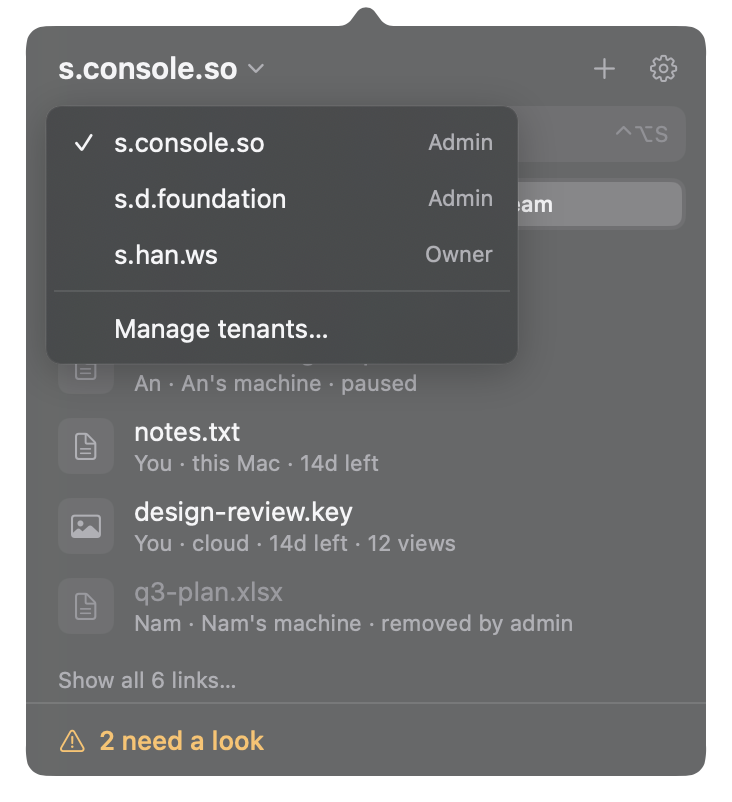 s.console.so
^⌥S
s.console.so Admin
s.d.foundation Admin
s.han.ws Owner
Manage tenants...
An · An's machine · paused
notes.txt
You · this Mac · 14d left
design-review.key
You · cloud · 14d left · 12 views
q3-plan.xlsx
Nam · Nam's machine · removed by admin
Show all 6 links...
2 need a look